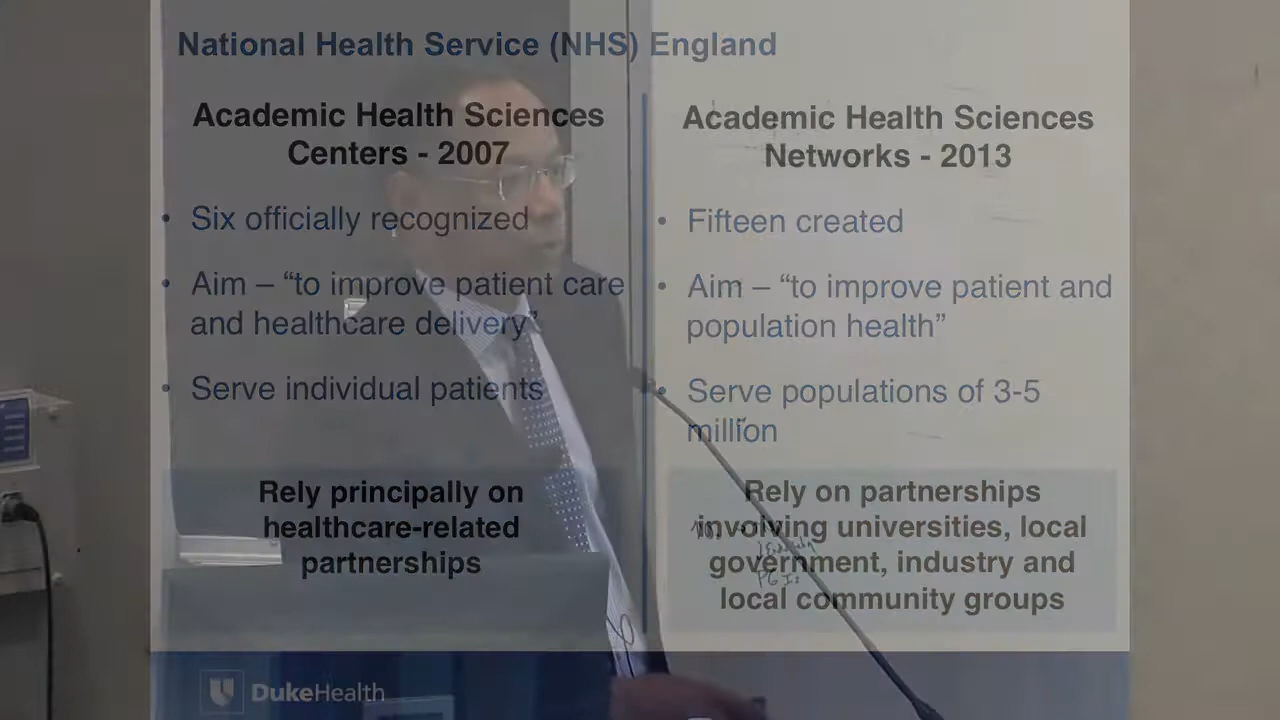 National Health Service (NHS) England
Academic Health Sciences
Centers - 2007
• Six officially recognized
• Aim – “to improve patient care
and healthcare delivery”
• Serve individual patients
Rely principally on
healthcare-related
partnerships
Academic Health Sciences
Networks - 2013
• Fifteen created
• Aim – “to improve patient and
population health”
• Serve populations of 3-5
million
Rely on partnerships
involving universities, local
government, industry and
local community groups
DukeHealth